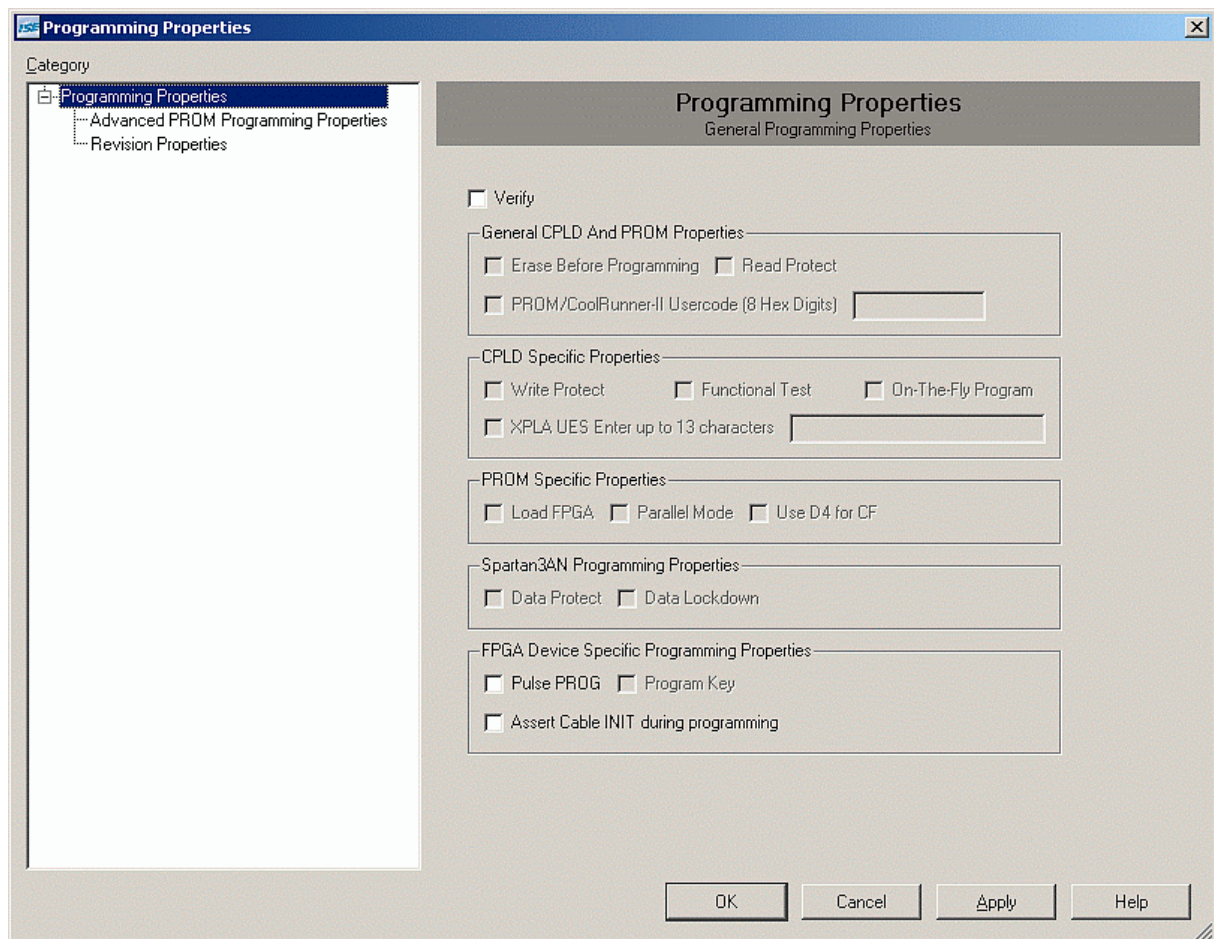 ISE Programming Properties
Category
Programming Properties
Advanced PROM Programming Properties
Revision Properties
Programming Properties
General Programming Properties
Verify
General CPLD And PROM Properties
Erase Before Programming Read Protect
PROM/CoolRunner-II Usercode (8 Hex Digits)
CPLD Specific Properties
Write Protect Functional Test On-The-Fly Program
XPLA UES Enter up to 13 characters
PROM Specific Properties
Load FPGA Parallel Mode Use D4 for CF
Spartan3AN Programming Properties
Data Protect Data Lockdown
FPGA Device Specific Programming Properties
Pulse PROG Program Key
Assert Cable INIT during programming
OK Cancel Apply Help